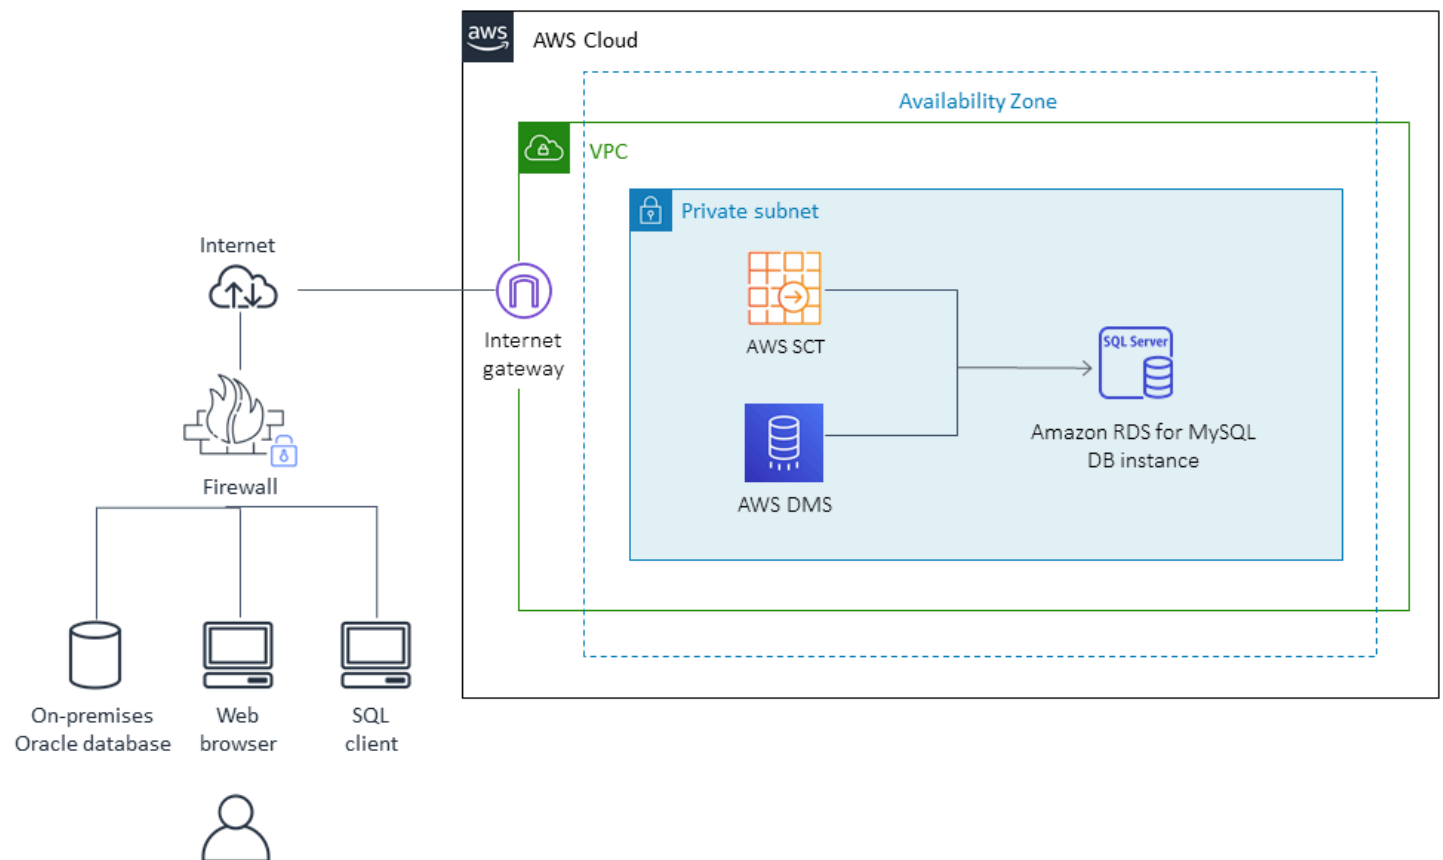 aws
AWS Cloud
Availability Zone
VPC
Private subnet
Internet
Internet
gateway
AWS SCT
SQL Server
Amazon RDS for MySQL
DB instance
AWS DMS
Firewall
On-premises
Oracle database
Web
browser
SQL
client